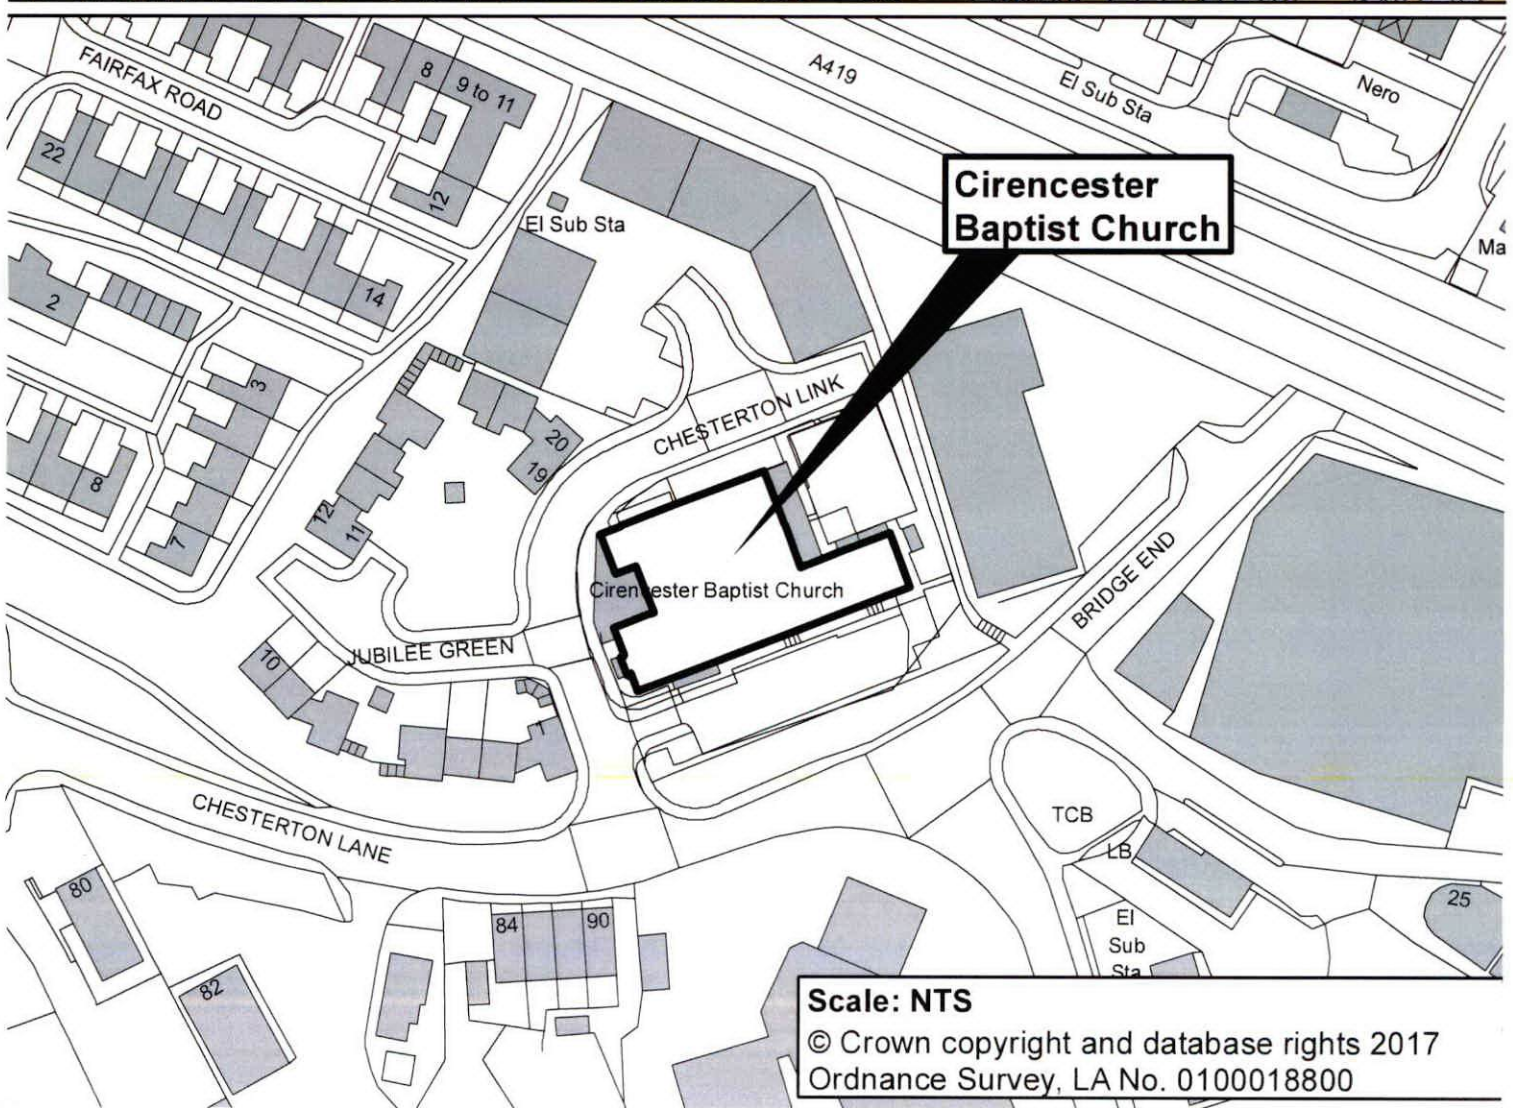 FAIRFAX ROAD
8
9 to 11
A419
El Sub Sta
Nero
22
12
El Sub Sta
Cirencester
Baptist Church
Ma
2
14
3
CHESTERTON LINK
20
19
8
12
11
7
Cirencester Baptist Church
BRIDGE END
JUBILEE GREEN
10
1
CHESTERTON LANE
TCB
LB
80
84
90
25
El
Sub
Sta
82
Scale: NTS
© Crown copyright and database rights 2017
Ordnance Survey, LA No. 0100018800